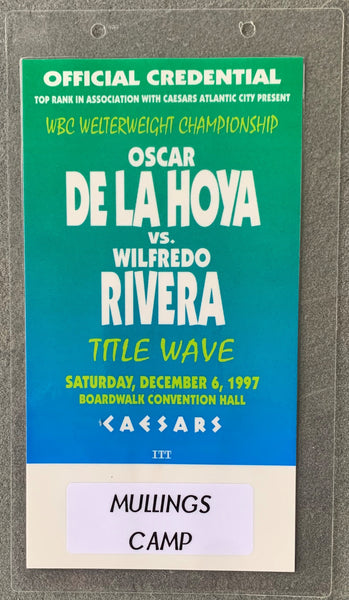 OFFICIAL CREDENTIAL
TOP RANK IN ASSOCIATION WITH CAESARS ATLANTIC CITY PRESENT
WBC WELTERWEIGHT CHAMPIONSHIP
OSCAR
DE LA HOYA
VS.
WILFREDO
RIVERA
TITLE WAVE
SATURDAY, DECEMBER 6, 1997
BOARDWALK CONVENTION HALL
CAESARS
ITT
MULLINGS
CAMP